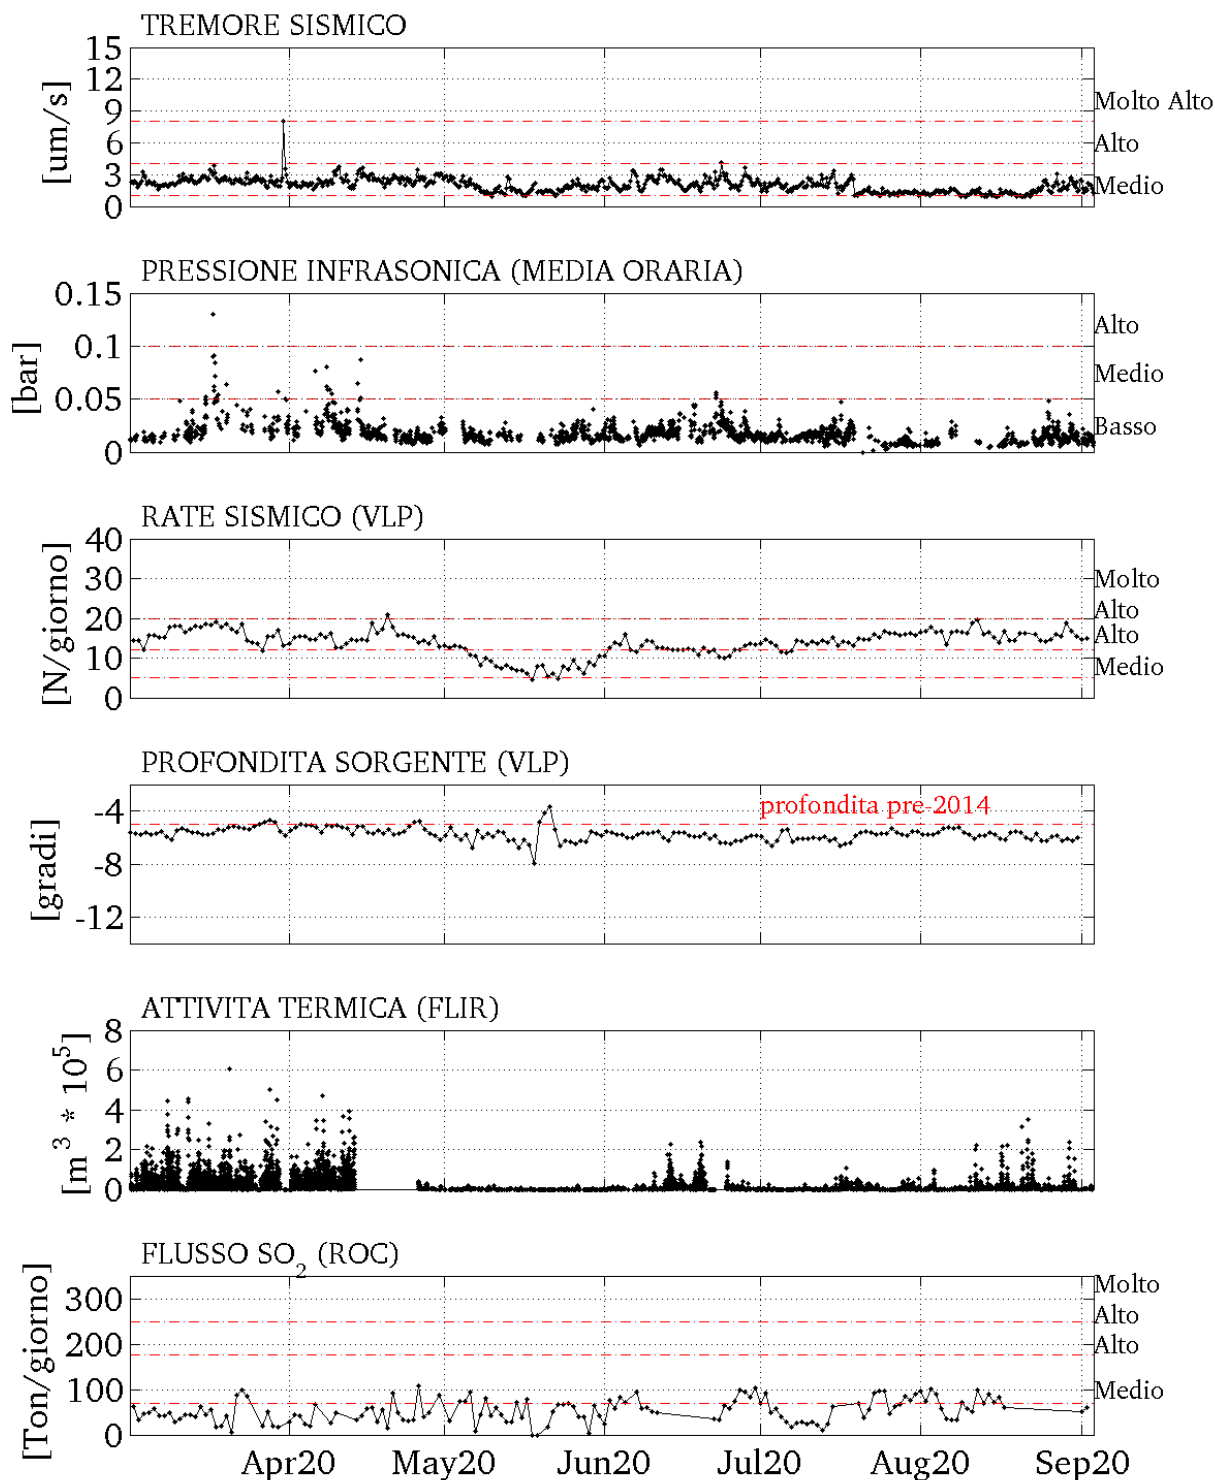 TREMORE SISMICO
[um/s]
15
12
9
6
3
0
Molto Alto
Alto
Medio
PRESSIONE INFRASONICA (MEDIA ORARIA)
[bar]
0.15
0.1
0.05
0
Alto
Medio
Basso
RATE SISMICO (VLP)
[N/giorno]
40
30
20
10
0
Molto
Alto
Alto
Medio
PROFONDITA SORGENTE (VLP)
[gradi]
-4
-8
-12
profondita pre-2014
ATTIVITA TERMICA (FLIR)
[m³ * 10⁵]
8
6
4
2
0
FLUSSO SO₂ (ROC)
[Ton/giorno]
300
200
100
0
Molto
Alto
Alto
Medio
Apr20 May20 Jun20 Jul20 Aug20 Sep20